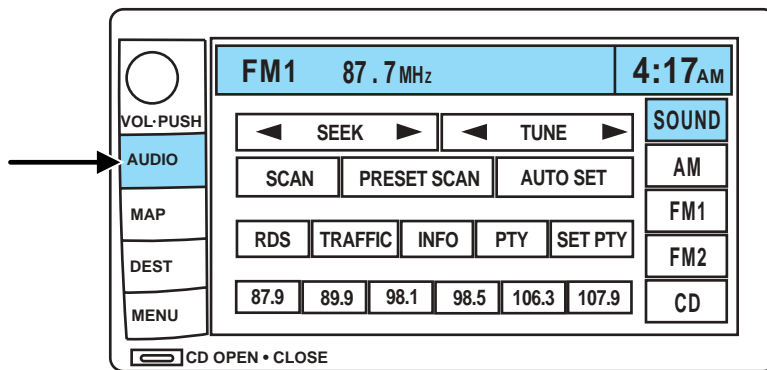 FM1 87.7MHz 4:17AM
VOL·PUSH
AUDIO
MAP
DEST
MENU
SEEK TUNE
SCAN PRESET SCAN AUTO SET
RDS TRAFFIC INFO PTY SET PTY
87.9 89.9 98.1 98.5 106.3 107.9
SOUND
AM
FM1
FM2
CD
CD OPEN • CLOSE